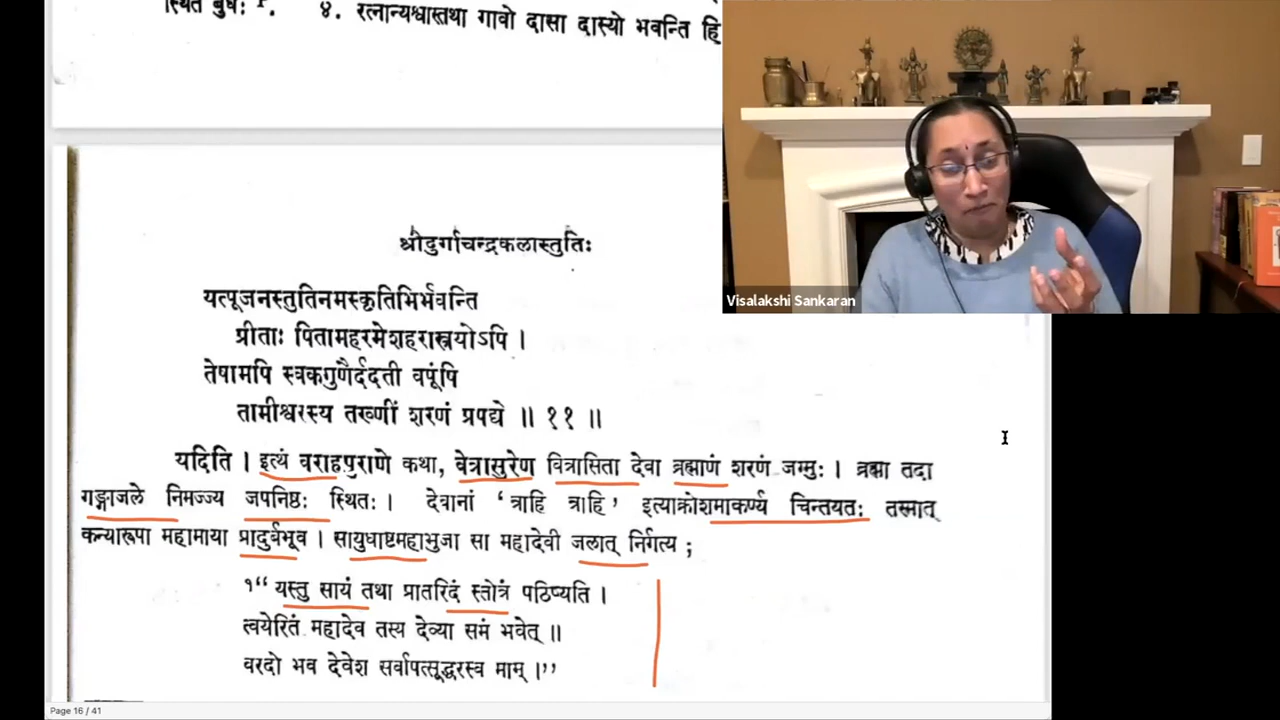 स्थित बुधः १.   ४. रत्नान्यश्वास्तथा गावो दासा दास्यो भवन्ति हि
Visalakshi Sankaran
श्रीदुर्गाचन्द्रकलास्तुतिः
यत्पूजनस्तुतिनमस्कृतिभिर्भवन्ति
प्रीताः पितामहरमेशहरास्त्रयोऽपि ।
तेषामपि स्वकगुणैर्ददती वपूंषि
तामीश्वरस्य तरुणीं शरणं प्रपद्ये ॥ ११ ॥
यदिति । इत्थं वराहपुराणे कथा, वेत्रासुरेण वित्रासिता देवा ब्रह्माणं शरणं जग्मुः । ब्रह्मा तदा
गङ्गाजले निमज्ज्य जपनिष्ठः स्थितः । देवानां ‘त्राहि त्राहि’ इत्याक्रोशमाकर्ण्य चिन्तयतः तस्मात्
कन्यारूपा महामाया प्रादुर्बभूव । सायुधाष्टमहाभुजा सा महादेवी जलात् निर्गत्य ;
१“ यस्तु सायं तथा प्रातरिदं स्तोत्रं पठिष्यति ।
त्वयेरितं महादेव तस्य देव्या समं भवेत् ॥
वरदो भव देवेश सर्वापत्सूद्धरस्व माम् ।”
Page 16 / 41